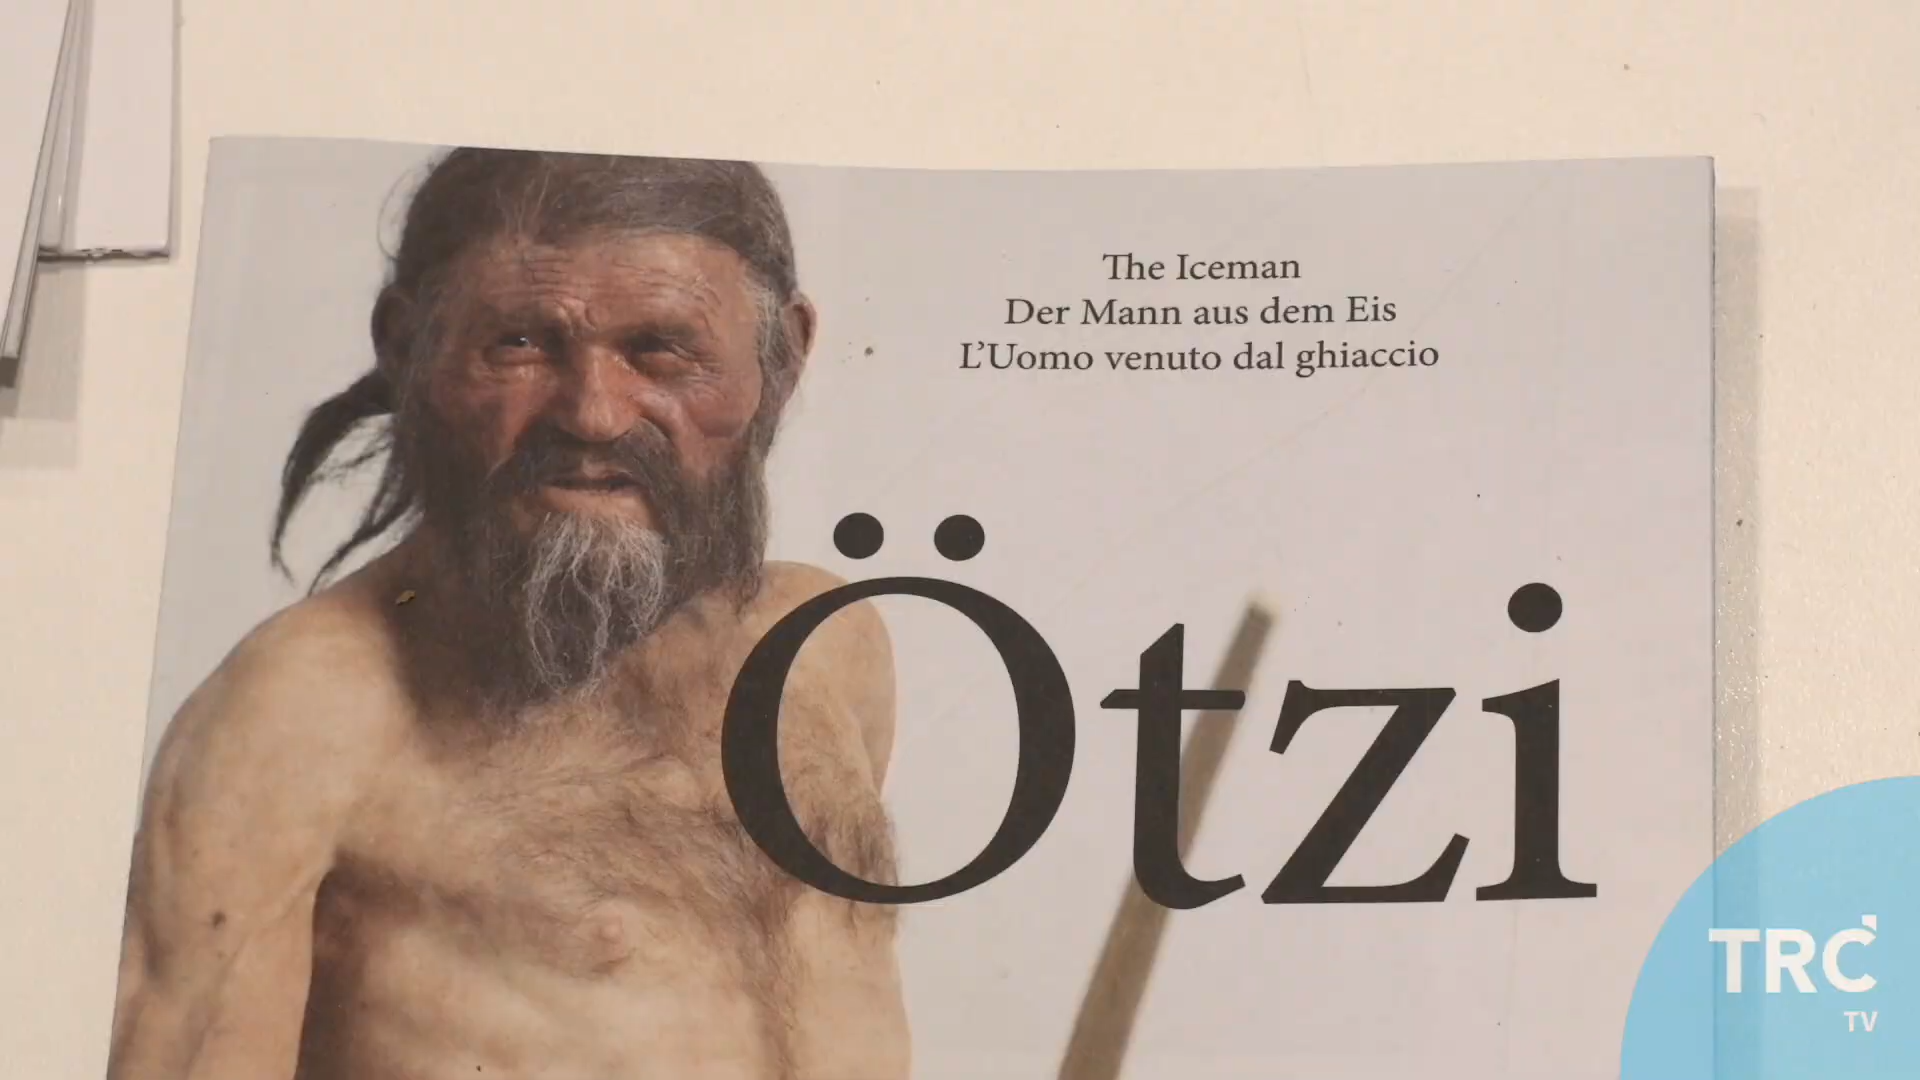 The Iceman
Der Mann aus dem Eis
L'Uomo venuto dal ghiaccio
Ötzi
TRC
TV